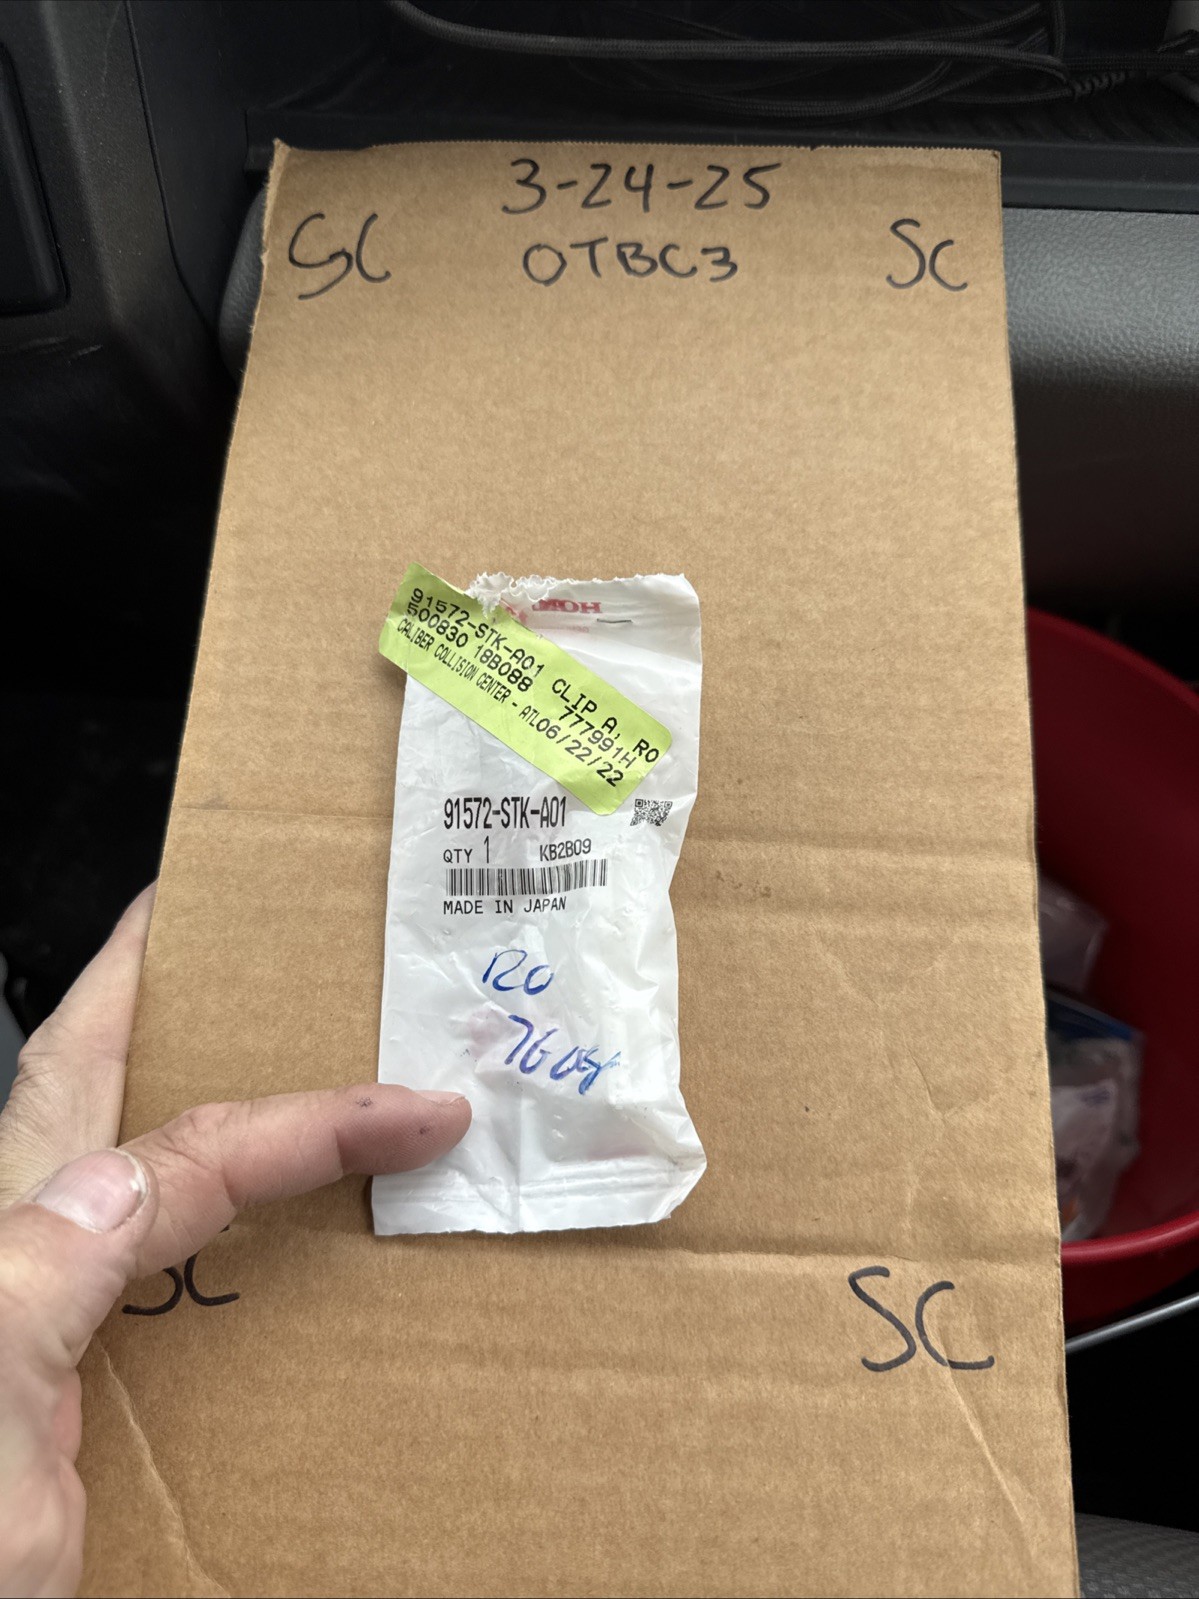 3-24-25
SC OTBC3 SC
91572-STK-A01 CLIP A, RO
500830 18B088 777991H
CALIBER COLLISION CENTER - ATL06/22/22
91572-STK-A01
QTY 1 KB2B09
MADE IN JAPAN
RO
SC SC